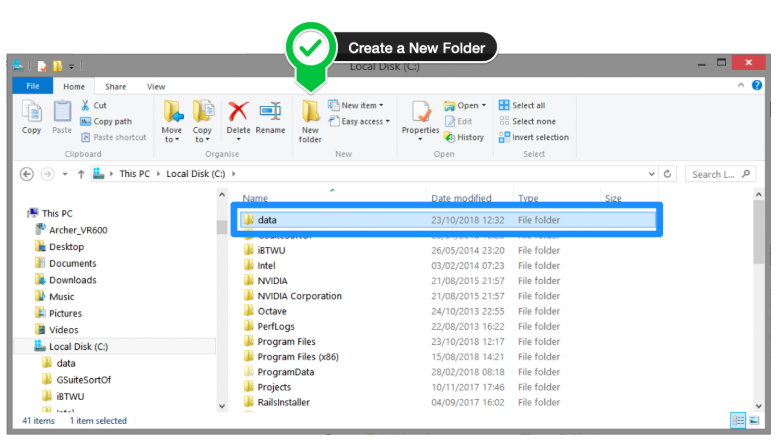 Create a New Folder
Local Disk (C:)
File Home Share View
Copy
Paste
Cut
Copy path
Paste shortcut
Clipboard
Move to
Copy to
Delete
Rename
Organise
New folder
New item
Easy access
New
Properties
Open
Edit
History
Open
Select all
Select none
Invert selection
Select
This PC Local Disk (C:)
Search L...
Name Date modified Type Size
This PC
Archer_VR600
Desktop
Documents
Downloads
Music
Pictures
Videos
Local Disk (C:)
data
GSuiteSortOf
iBTWU
Intel
data 23/10/2018 12:32 File folder
GSuiteSortOf File folder
iBTWU 26/05/2014 23:20 File folder
Intel 03/02/2014 07:23 File folder
NVIDIA 21/08/2015 21:57 File folder
NVIDIA Corporation 21/08/2015 21:57 File folder
Octave 24/10/2013 22:55 File folder
PerfLogs 22/08/2013 16:22 File folder
Program Files 23/10/2018 12:17 File folder
Program Files (x86) 15/08/2018 14:21 File folder
ProgramData 28/02/2018 08:18 File folder
Projects 10/11/2017 17:46 File folder
RailsInstaller 04/09/2017 16:02 File folder
41 items 1 item selected